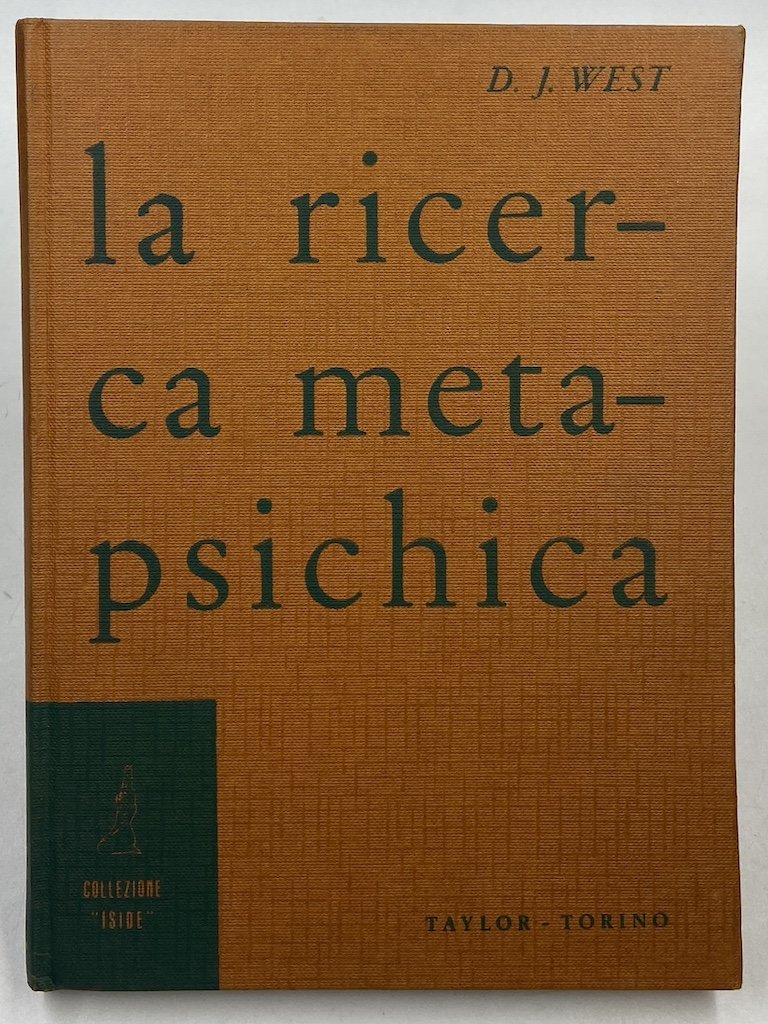 D. J. WEST
la ricer-
ca meta-
psichica
COLLEZIONE
"ISIDE"
TAYLOR - TORINO